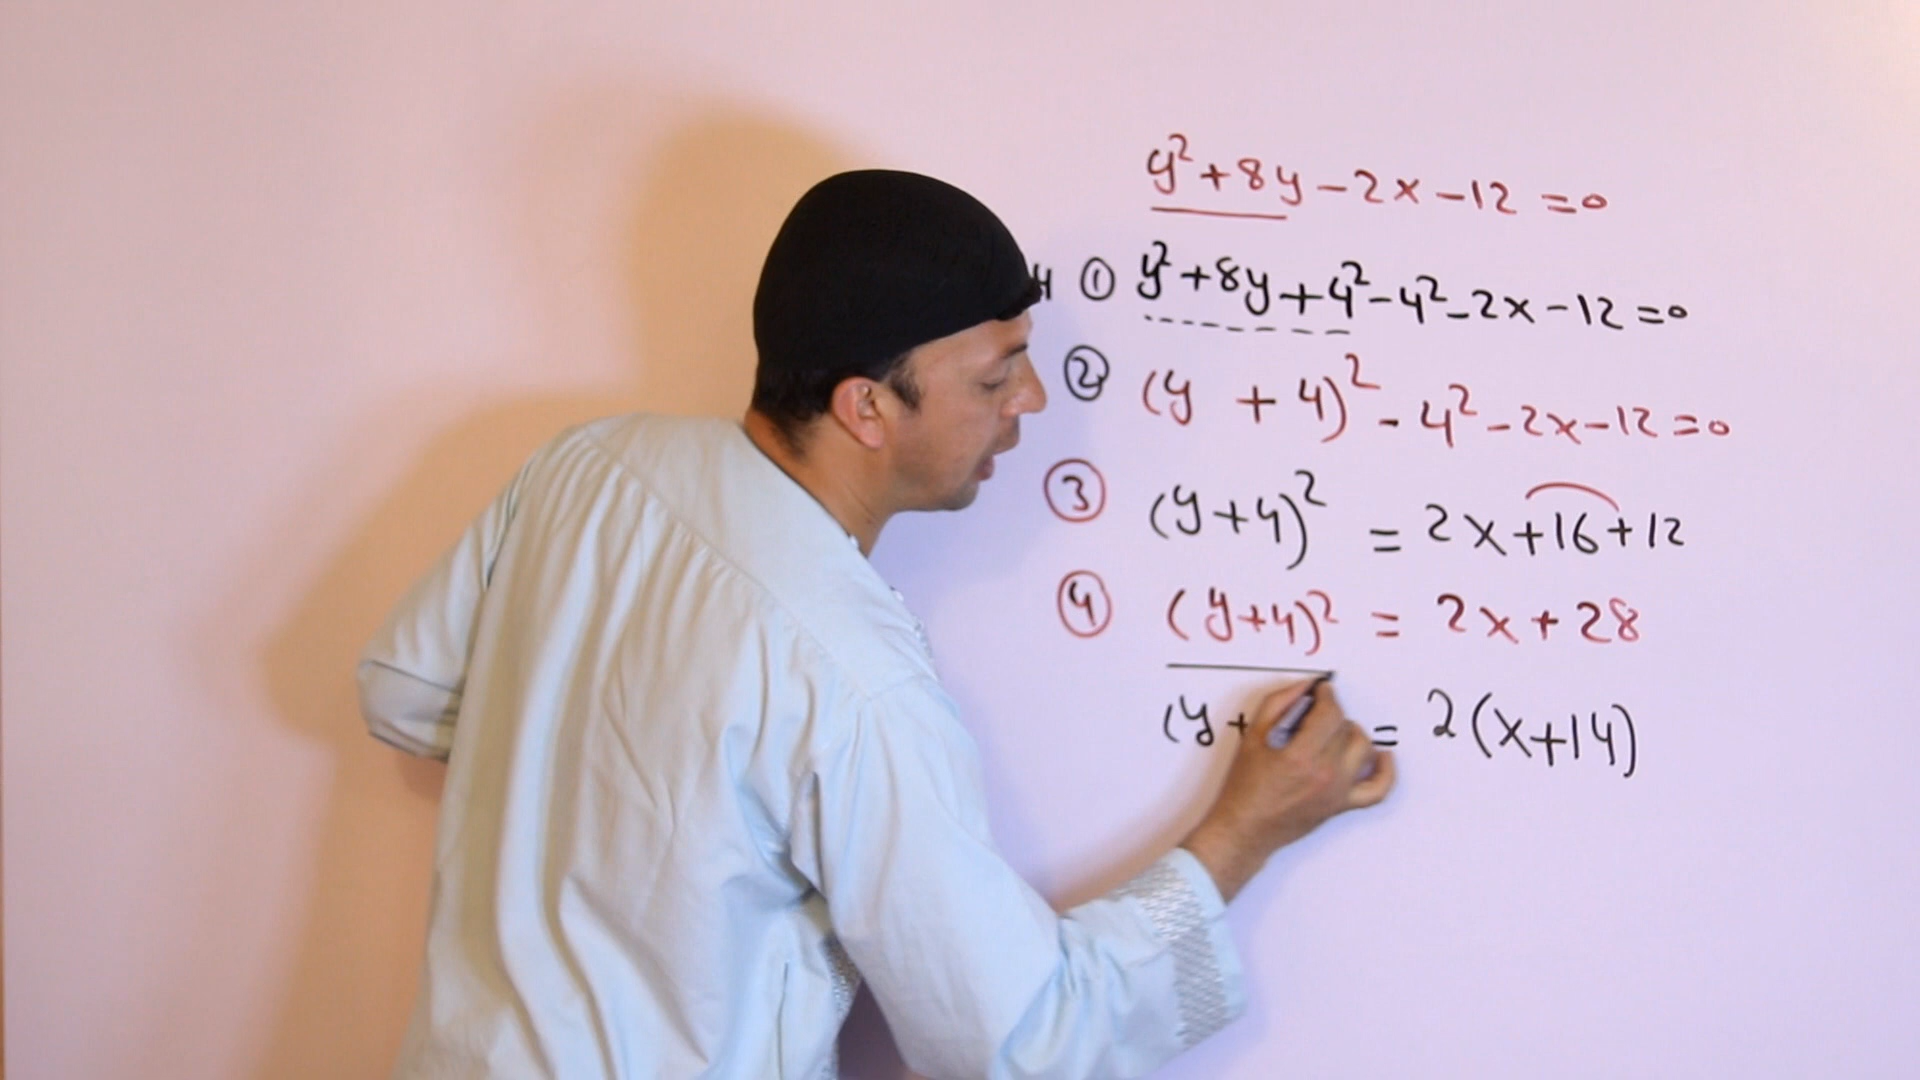 y²+8y-2x-12=0
① y²+8y+4²-4²-2x-12=0
② (y+4)²-4²-2x-12=0
③ (y+4)²=2x+16+12
④ (y+4)²=2x+28
(y+ =2(x+14)